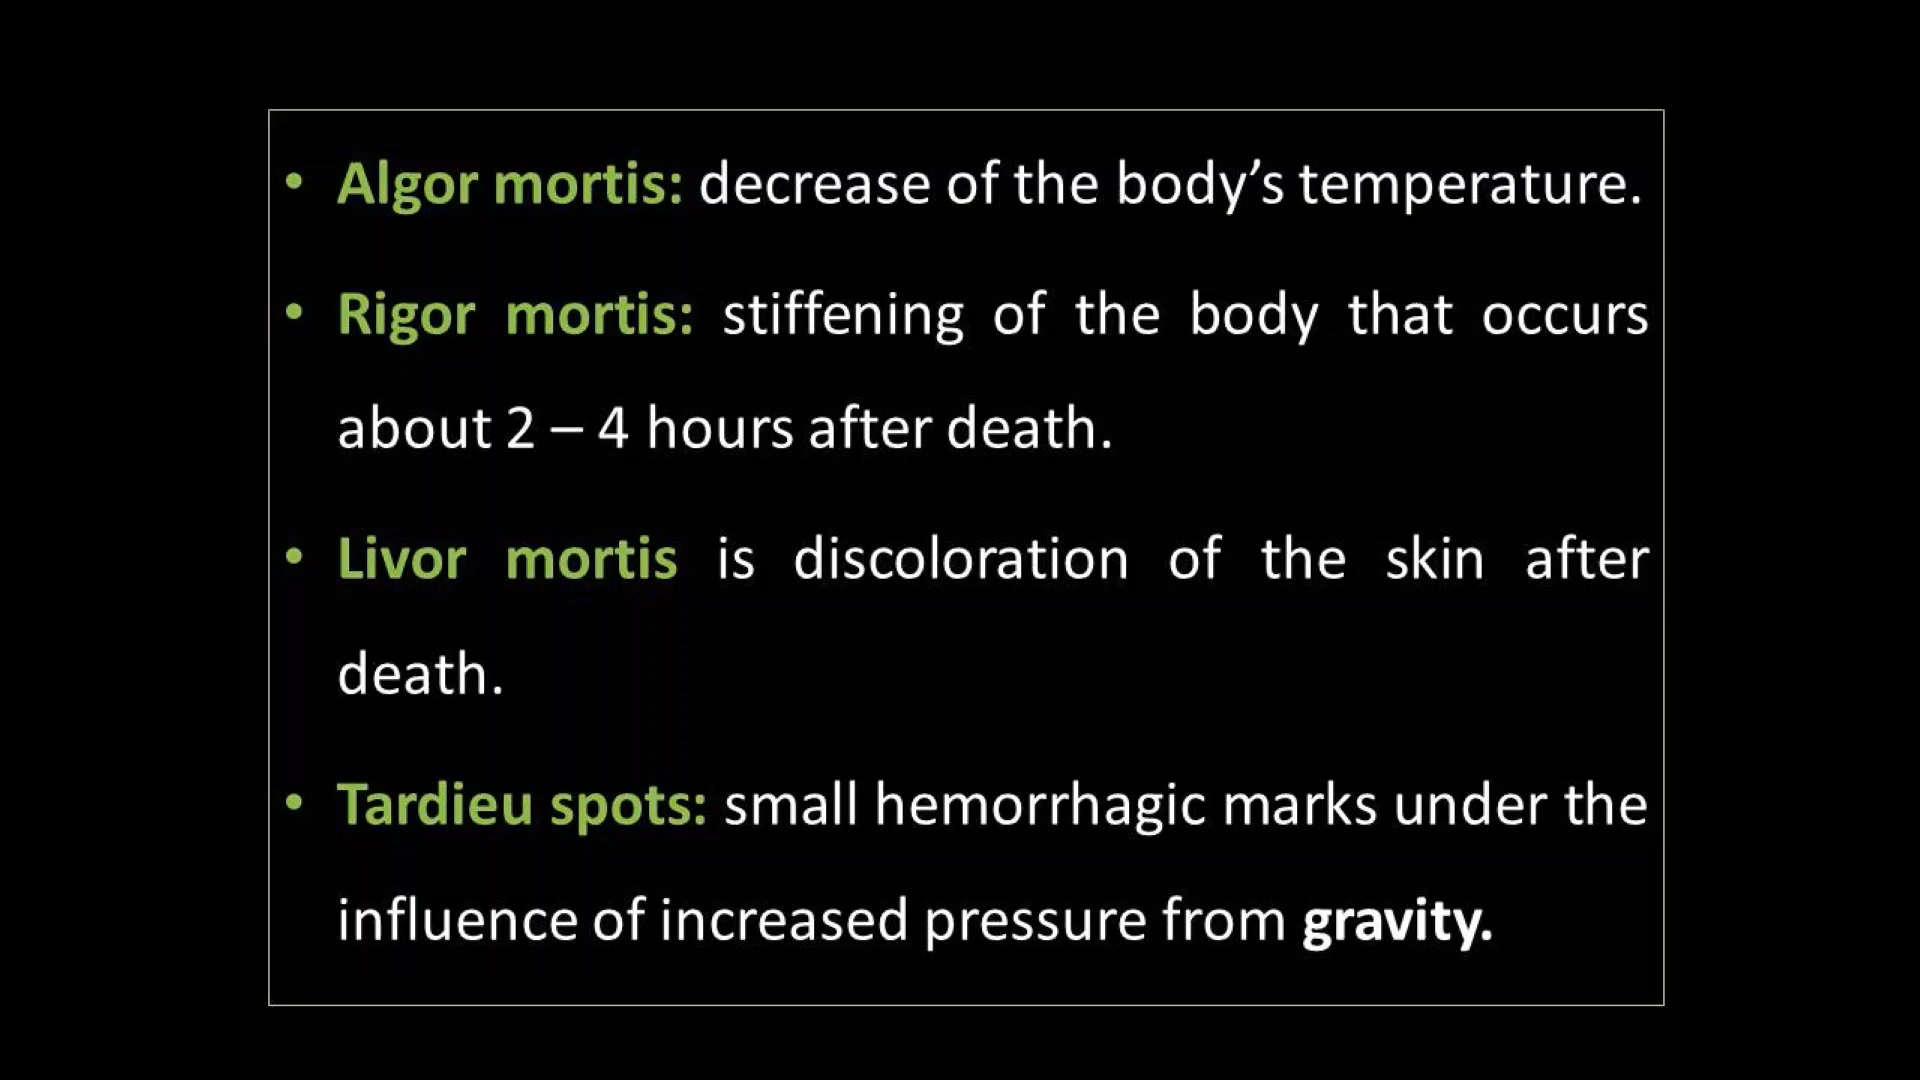 • Algor mortis: decrease of the body’s temperature.
• Rigor mortis: stiffening of the body that occurs
about 2 – 4 hours after death.
• Livor mortis is discoloration of the skin after
death.
• Tardieu spots: small hemorrhagic marks under the
influence of increased pressure from gravity.